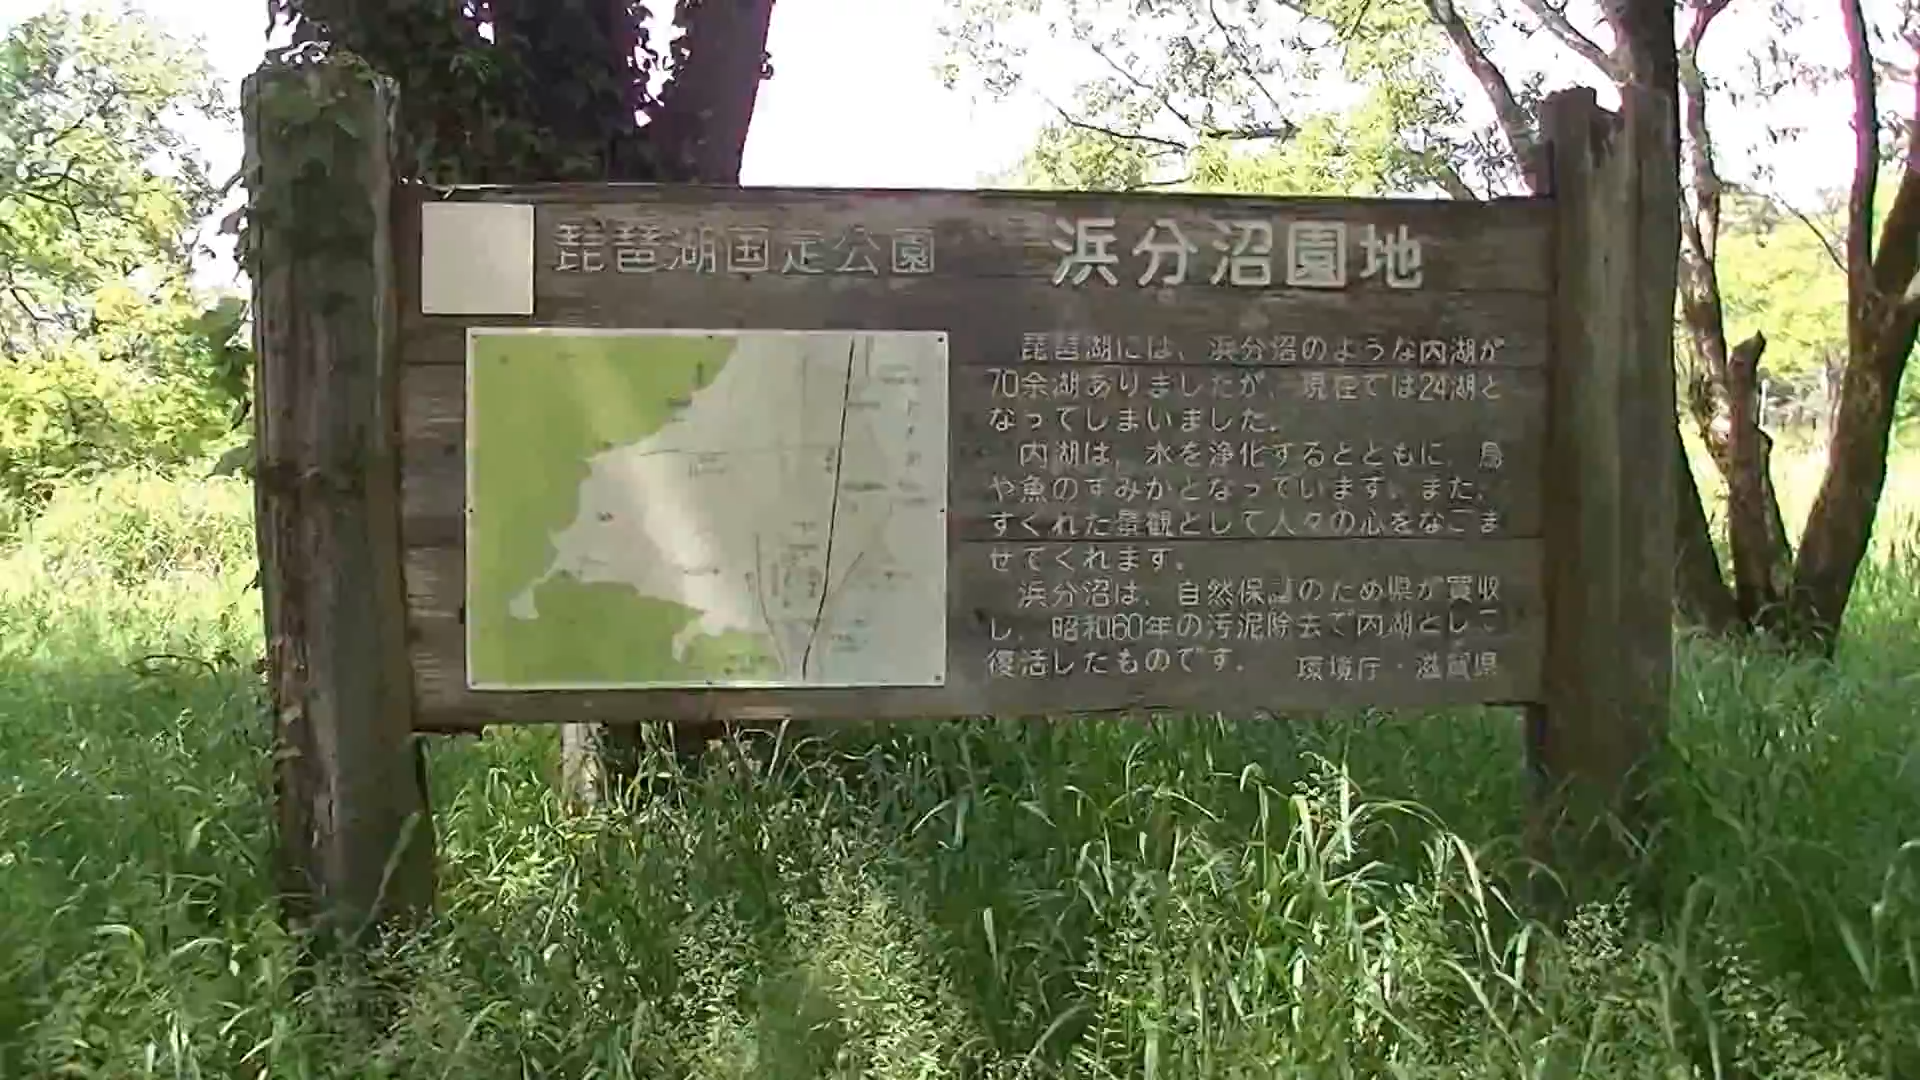 琵琶湖国定公園 浜分沼園地
琵琶湖には、浜分沼のような内湖が
70余湖ありましたが、現在では24湖と
なってしまいました。
内湖は、水を浄化するとともに、鳥
や魚のすみかとなっています。また、
すぐれた景観として人々の心をなごま
せてくれます。
浜分沼は、自然保護のため県が買収
し、昭和60年の汚泥除去で内湖として
復活したものです。 環境庁・滋賀県